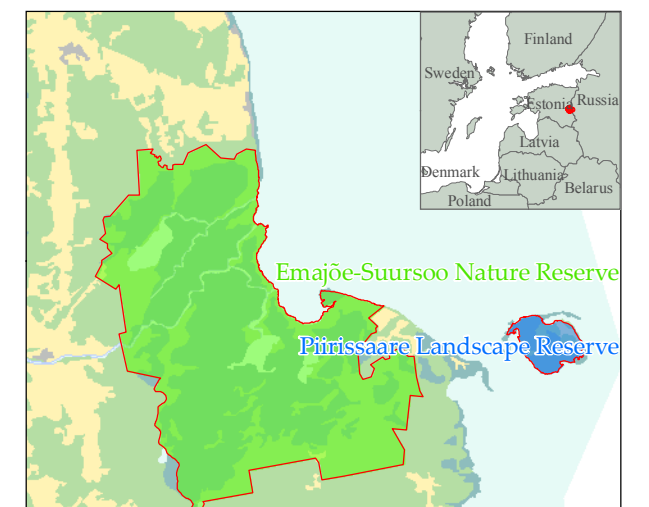 Finland
Sweden
Estonia
Russia
Latvia
Denmark
Lithuania
Belarus
Poland
Emajõe-Suursoo Nature Reserve
Piirissaare Landscape Reserve